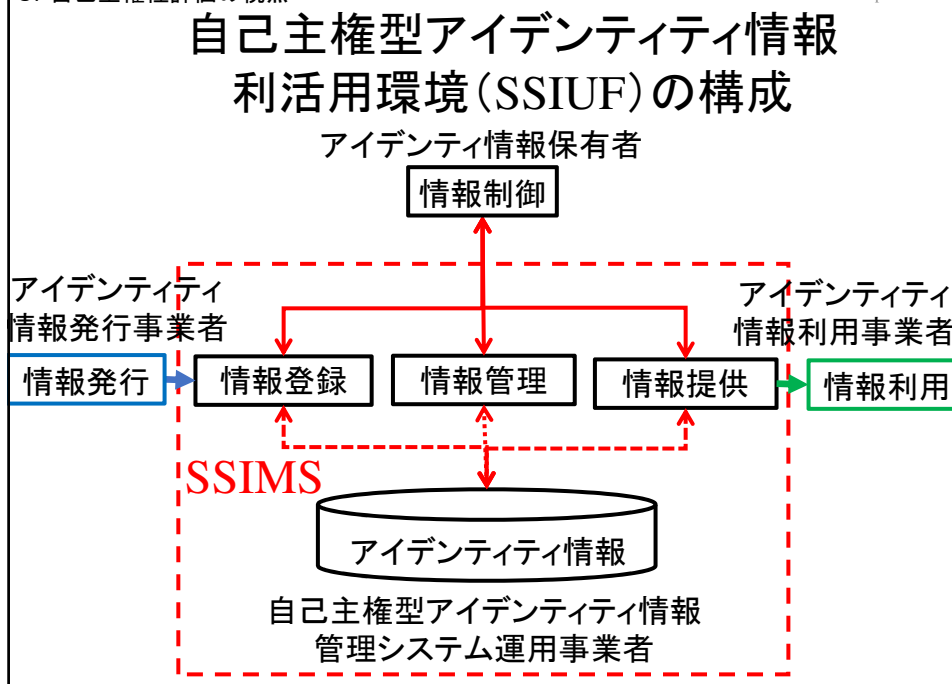 自己主権型アイデンティティ情報
利活用環境(SSIUF)の構成
アイデンティ情報保有者
情報制御
アイデンティティ
情報発行事業者
アイデンティティ
情報利用事業者
情報発行
情報登録
情報管理
情報提供
情報利用
SSIMS
アイデンティティ情報
自己主権型アイデンティティ情報
管理システム運用事業者